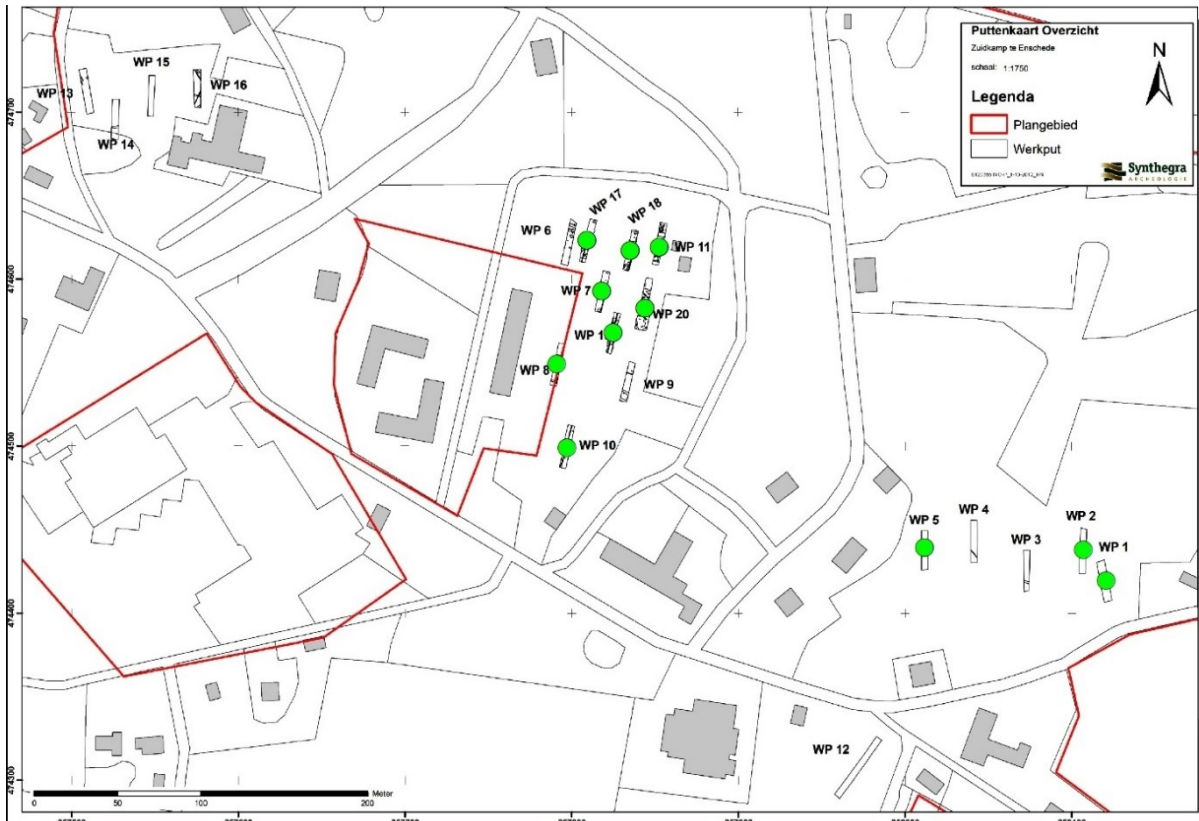 Puttenkaart Overzicht
Zuidkamp te Enschede
schaal: 1:1750
N
Legenda
Plangebied
Werkput
Synthegra
ARCHEOLOGIE
WP 13
WP 15
WP 16
WP 14
WP 6
WP 17
WP 18
WP 11
WP 7
WP 20
WP 1
WP 8
WP 9
WP 10
WP 5
WP 4
WP 3
WP 2
WP 1
WP 12
474700
474600
474500
474400
474300
0 50 100 200 Meter